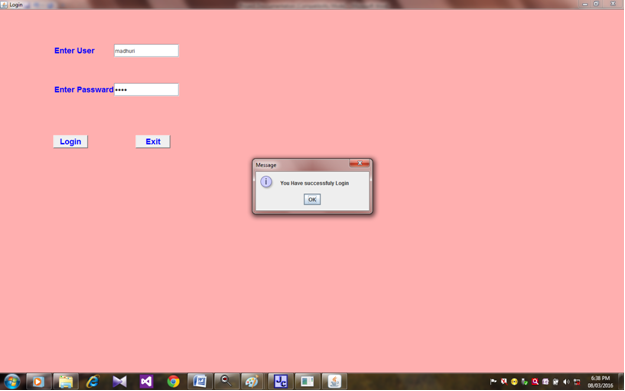 Login
Enter User
madhuri
Enter Password
Login
Exit
Message
You Have successfuly Login
OK
6:38 PM
08/03/2016